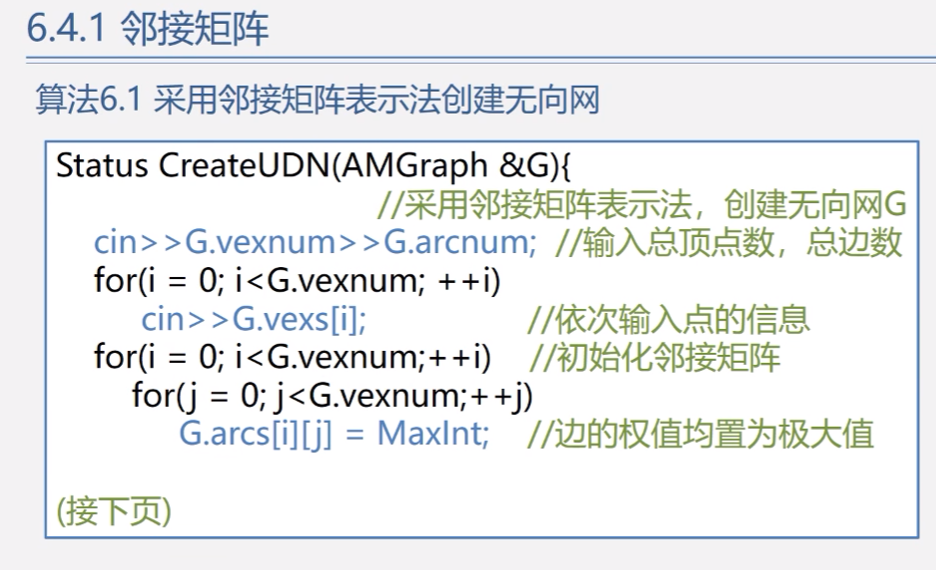 6.4.1 邻接矩阵
算法6.1 采用邻接矩阵表示法创建无向网
Status CreateUDN(AMGraph &G){
//采用邻接矩阵表示法，创建无向网G
cin>>G.vexnum>>G.arcnum; //输入总顶点数，总边数
for(i = 0; i<G.vexnum; ++i)
cin>>G.vexs[i]; //依次输入点的信息
for(i = 0; i<G.vexnum;++i) //初始化邻接矩阵
for(j = 0; j<G.vexnum;++j)
G.arcs[i][j] = MaxInt; //边的权值均置为极大值
(接下页)